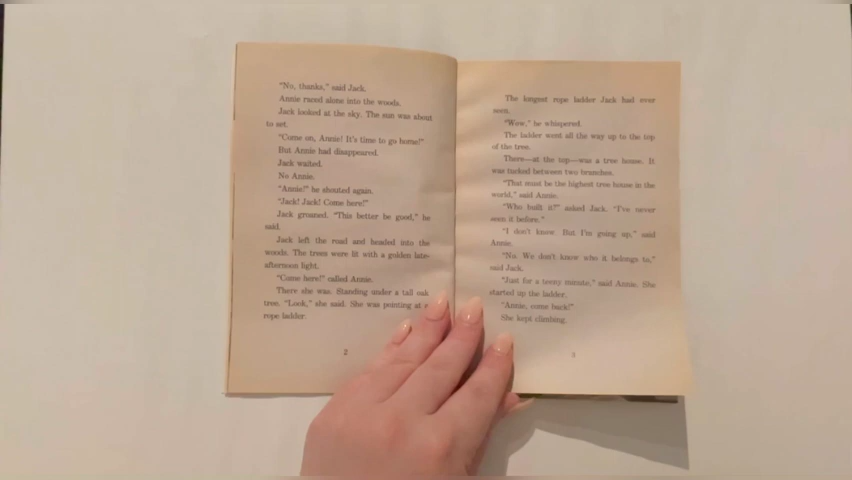 "No, thanks," said Jack.
Annie raced alone into the woods.
Jack looked at the sky. The sun was about
to set.
"Come on, Annie! It's time to go home!"
But Annie had disappeared.
Jack waited.
No Annie.
"Annie!" he shouted again.
"Jack! Jack! Come here!"
Jack groaned. "This better be good," he
said.
Jack left the road and headed into the
woods. The trees were lit with a golden late-
afternoon light.
"Come here!" called Annie.
There she was. Standing under a tall oak
tree. "Look," she said. She was pointing at a
rope ladder.
2
The longest rope ladder Jack had ever
seen.
"Wow," he whispered.
The ladder went all the way up to the top
of the tree.
There—at the top—was a tree house. It
was tucked between two branches.
"That must be the highest tree house in the
world," said Annie.
"Who built it?" asked Jack. "I've never
seen it before."
"I don't know. But I'm going up," said
Annie.
"No. We don't know who it belongs to,"
said Jack.
"Just for a teeny minute," said Annie. She
started up the ladder.
"Annie, come back!"
She kept climbing.
3